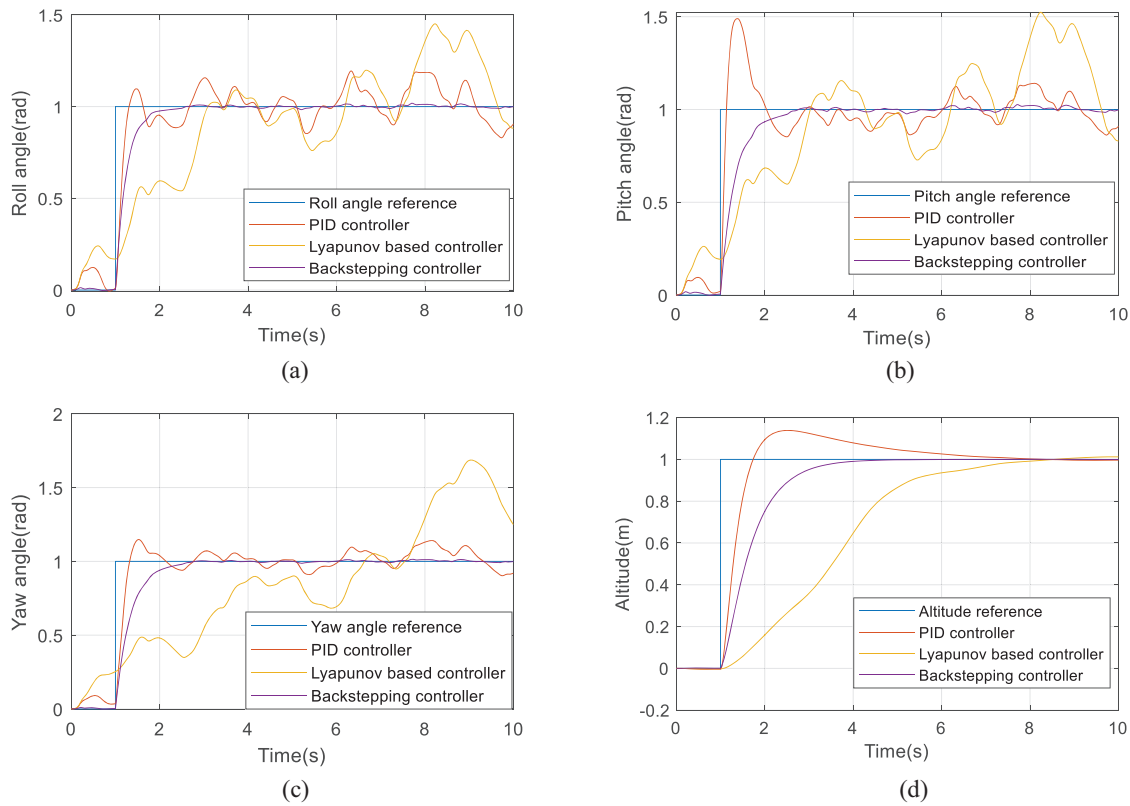 1.5
1
0.5
0
Roll angle(rad)
Roll angle reference
PID controller
Lyapunov based controller
Backstepping controller
0 2 4 6 8 10
Time(s)
(a)
1.5
1
0.5
0
Pitch angle(rad)
Pitch angle reference
PID controller
Lyapunov based controller
Backstepping controller
0 2 4 6 8 10
Time(s)
(b)
2
1.5
1
0.5
0
Yaw angle(rad)
Yaw angle reference
PID controller
Lyapunov based controller
Backstepping controller
0 2 4 6 8 10
Time(s)
(c)
1.2
1
0.8
0.6
0.4
0.2
0
-0.2
Altitude(m)
Altitude reference
PID controller
Lyapunov based controller
Backstepping controller
0 2 4 6 8 10
Time(s)
(d)